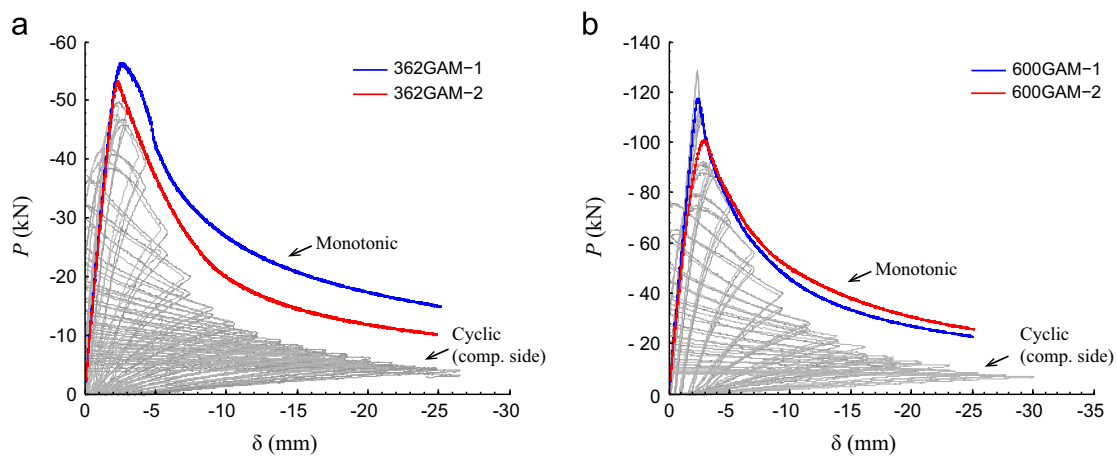 a
P (kN)
-60
-50
-40
-30
-20
-10
0
362GAM−1
362GAM−2
Monotonic
Cyclic
(comp. side)
0
-5
-10
-15
-20
-25
-30
δ (mm)
b
P (kN)
-140
-120
-100
- 80
- 60
- 40
- 20
0
600GAM−1
600GAM−2
Monotonic
Cyclic
(comp. side)
0
-5
-10
-15
-20
-25
-30
-35
δ (mm)